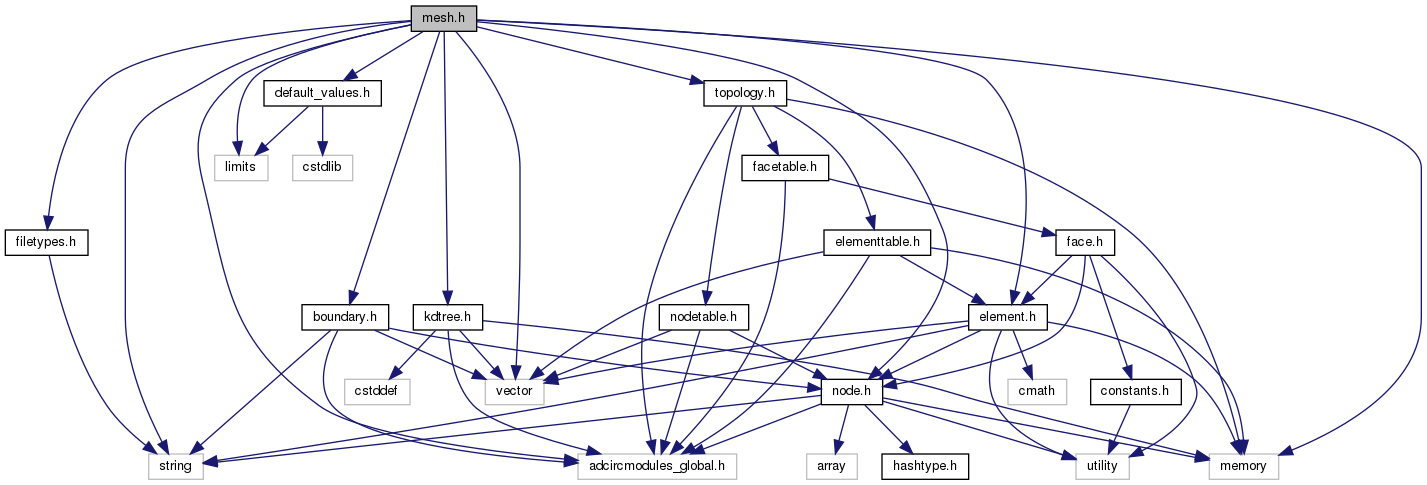 mesh.h
default_values.h
topology.h
limits
cstdlib
facetable.h
filetypes.h
elementtable.h
face.h
boundary.h
kdtree.h
nodetable.h
element.h
cstddef
vector
node.h
cmath
constants.h
string
adcircmodules_global.h
array
hashtype.h
utility
memory